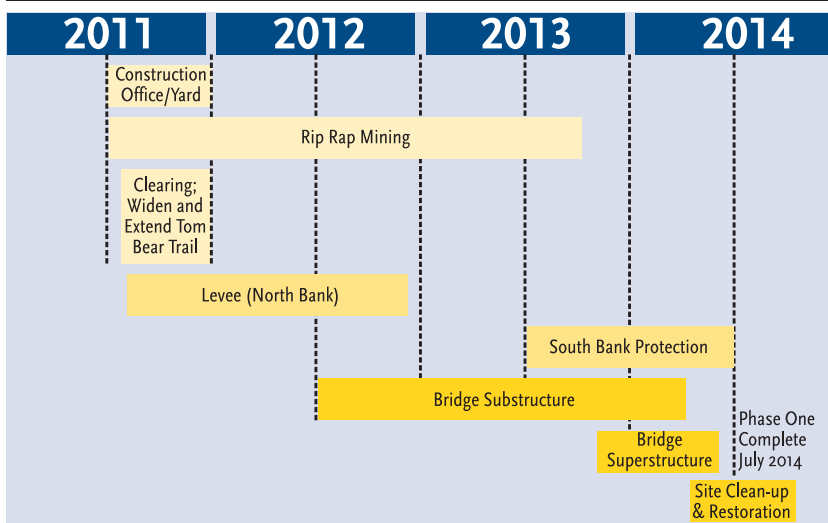 2011 2012 2013 2014
Construction
Office/Yard
Rip Rap Mining
Clearing;
Widen and
Extend Tom
Bear Trail
Levee (North Bank)
South Bank Protection
Bridge Substructure
Bridge
Superstructure
Phase One
Complete
July 2014
Site Clean-up
& Restoration